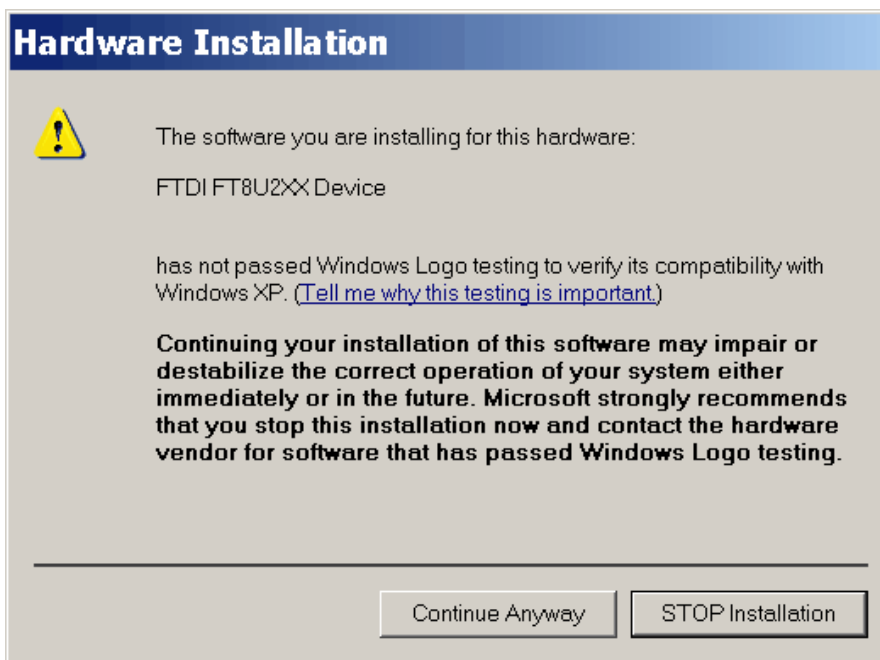 Hardware Installation
The software you are installing for this hardware:
FTDI FT8U2XX Device
has not passed Windows Logo testing to verify its compatibility with
Windows XP. (Tell me why this testing is important.)
Continuing your installation of this software may impair or
destabilize the correct operation of your system either
immediately or in the future. Microsoft strongly recommends
that you stop this installation now and contact the hardware
vendor for software that has passed Windows Logo testing.
Continue Anyway
STOP Installation